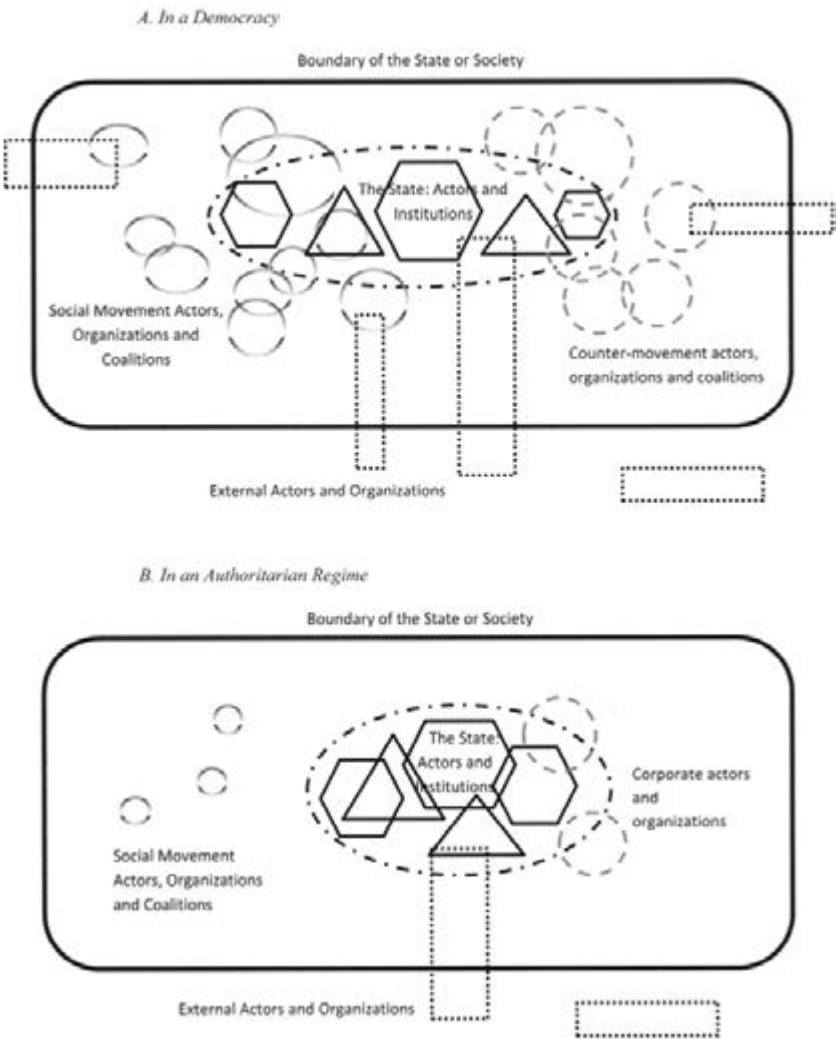 A. In a Democracy
Boundary of the State or Society
The State: Actors and
Institutions
Social Movement Actors,
Organizations and
Coalitions
Counter-movement actors,
organizations and coalitions
External Actors and Organizations
B. In an Authoritarian Regime
Boundary of the State or Society
The State:
Actors and
Institutions
Corporate actors
and
organizations
Social Movement
Actors, Organizations
and Coalitions
External Actors and Organizations